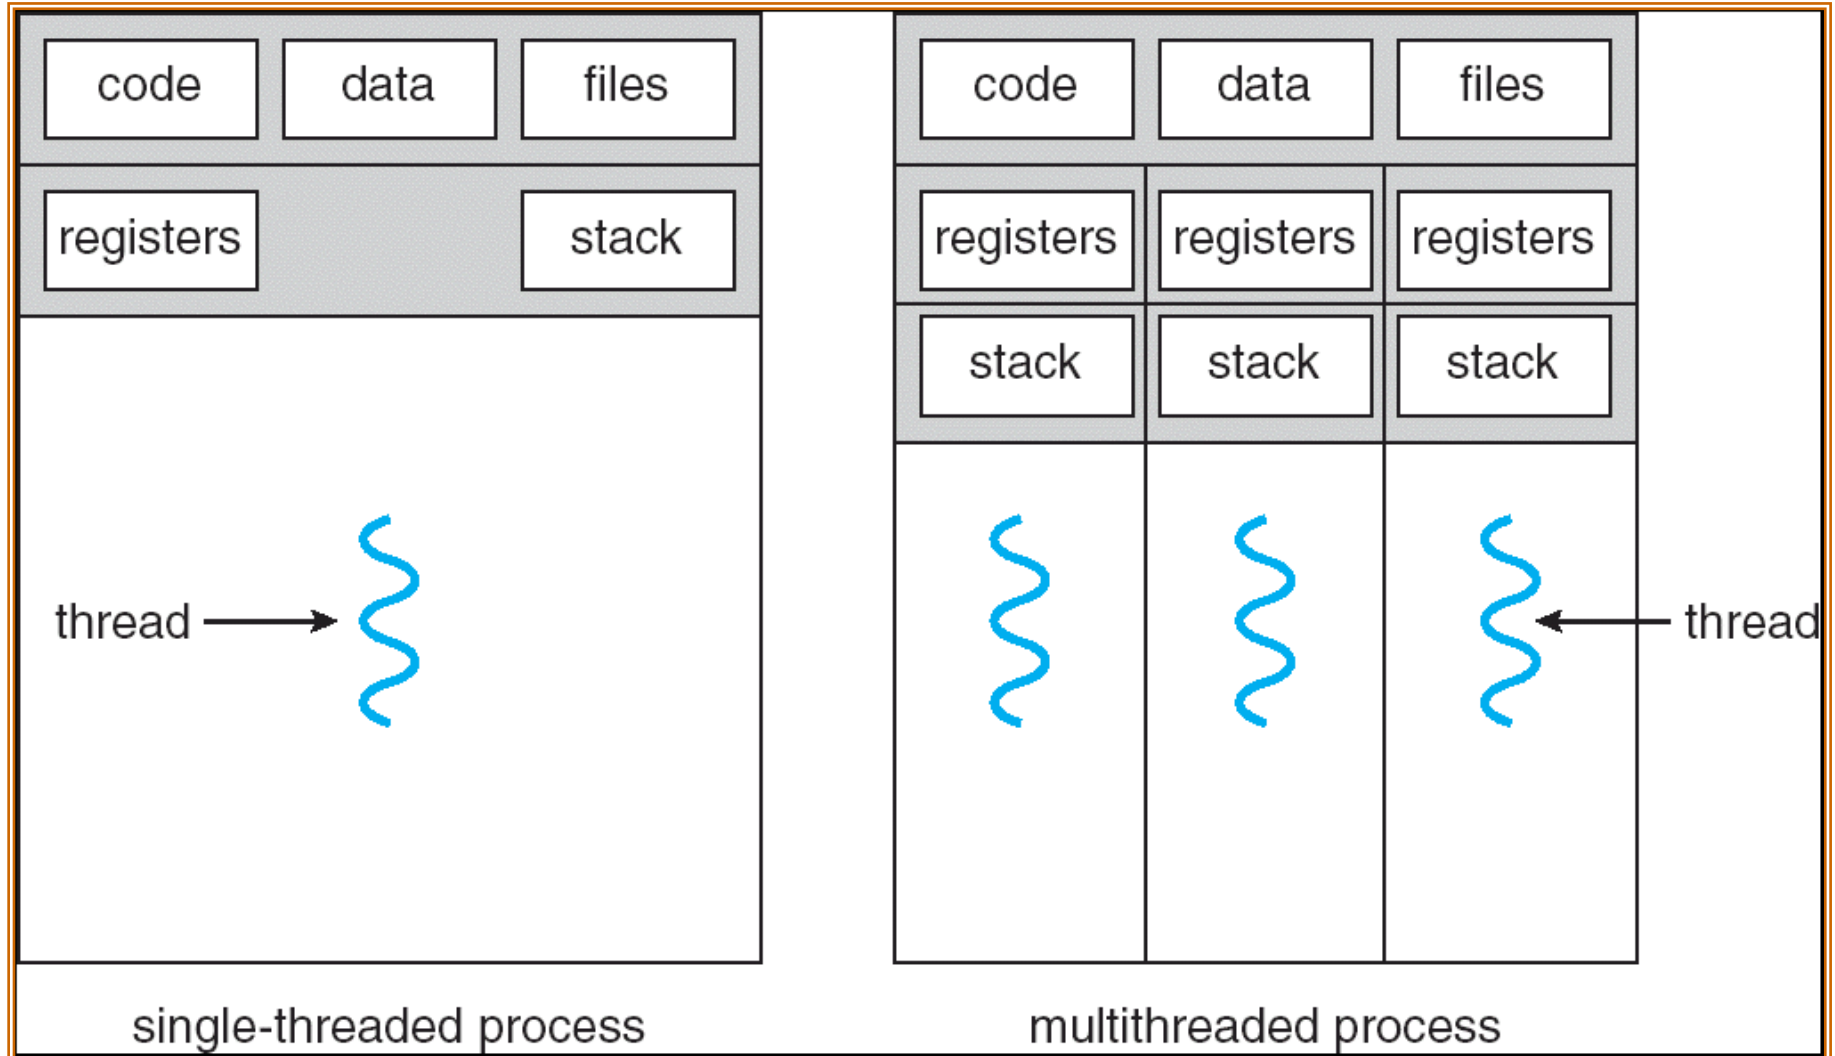 code data files
registers stack
thread
single-threaded process
code data files
registers registers registers
stack stack stack
thread
multithreaded process